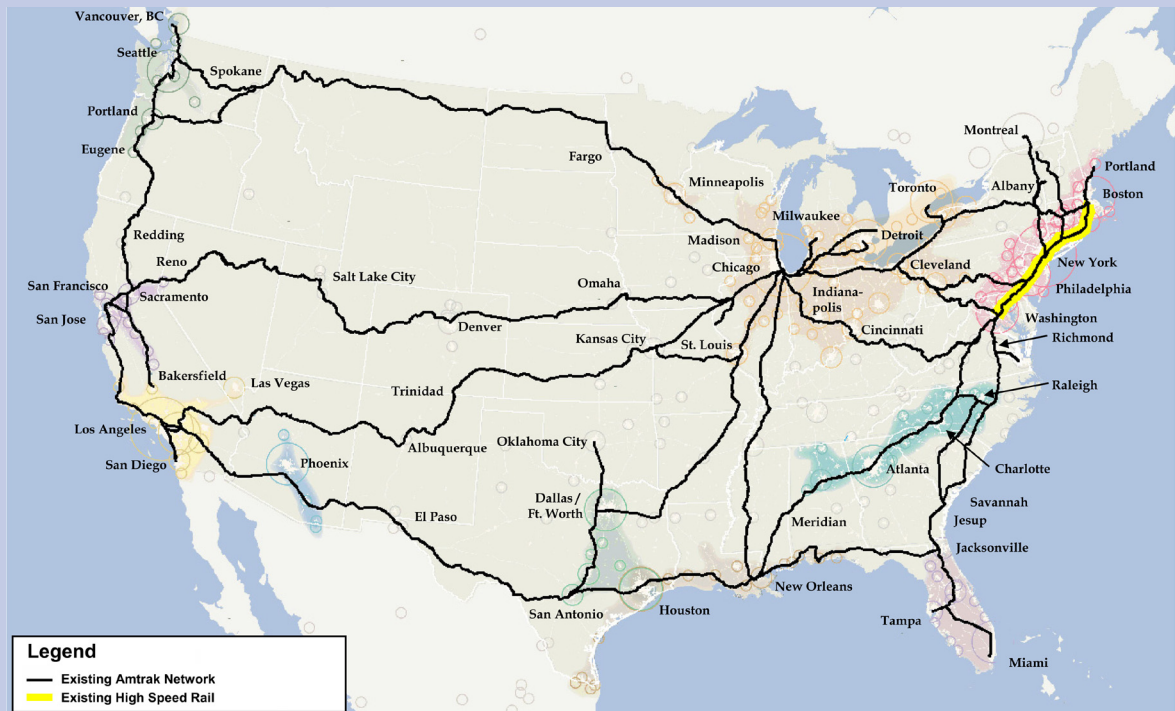 Vancouver, BC
Seattle
Spokane
Portland
Eugene
Fargo
Minneapolis
Montreal
Portland
Toronto
Albany
Boston
Milwaukee
Madison
Detroit
Redding
Reno
Chicago
Cleveland
New York
Salt Lake City
San Francisco
Sacramento
Omaha
Indiana-
polis
Philadelphia
San Jose
Denver
Kansas City
St. Louis
Cincinnati
Washington
Richmond
Bakersfield
Las Vegas
Trinidad
Raleigh
Los Angeles
Albuquerque
Oklahoma City
San Diego
Phoenix
Atlanta
Charlotte
Dallas/
Ft. Worth
El Paso
Meridian
Savannah
Jesup
Jacksonville
New Orleans
San Antonio
Houston
Tampa
Miami
Legend
Existing Amtrak Network
Existing High Speed Rail